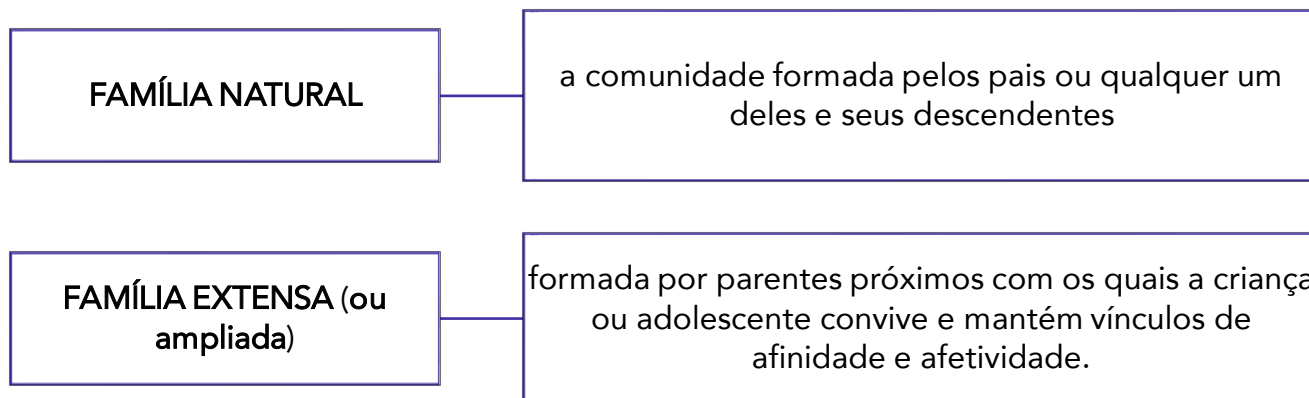 FAMÍLIA NATURAL
a comunidade formada pelos pais ou qualquer um
deles e seus descendentes
FAMÍLIA EXTENSA (ou
ampliada)
formada por parentes próximos com os quais a criança
ou adolescente convive e mantém vínculos de
afinidade e afetividade.